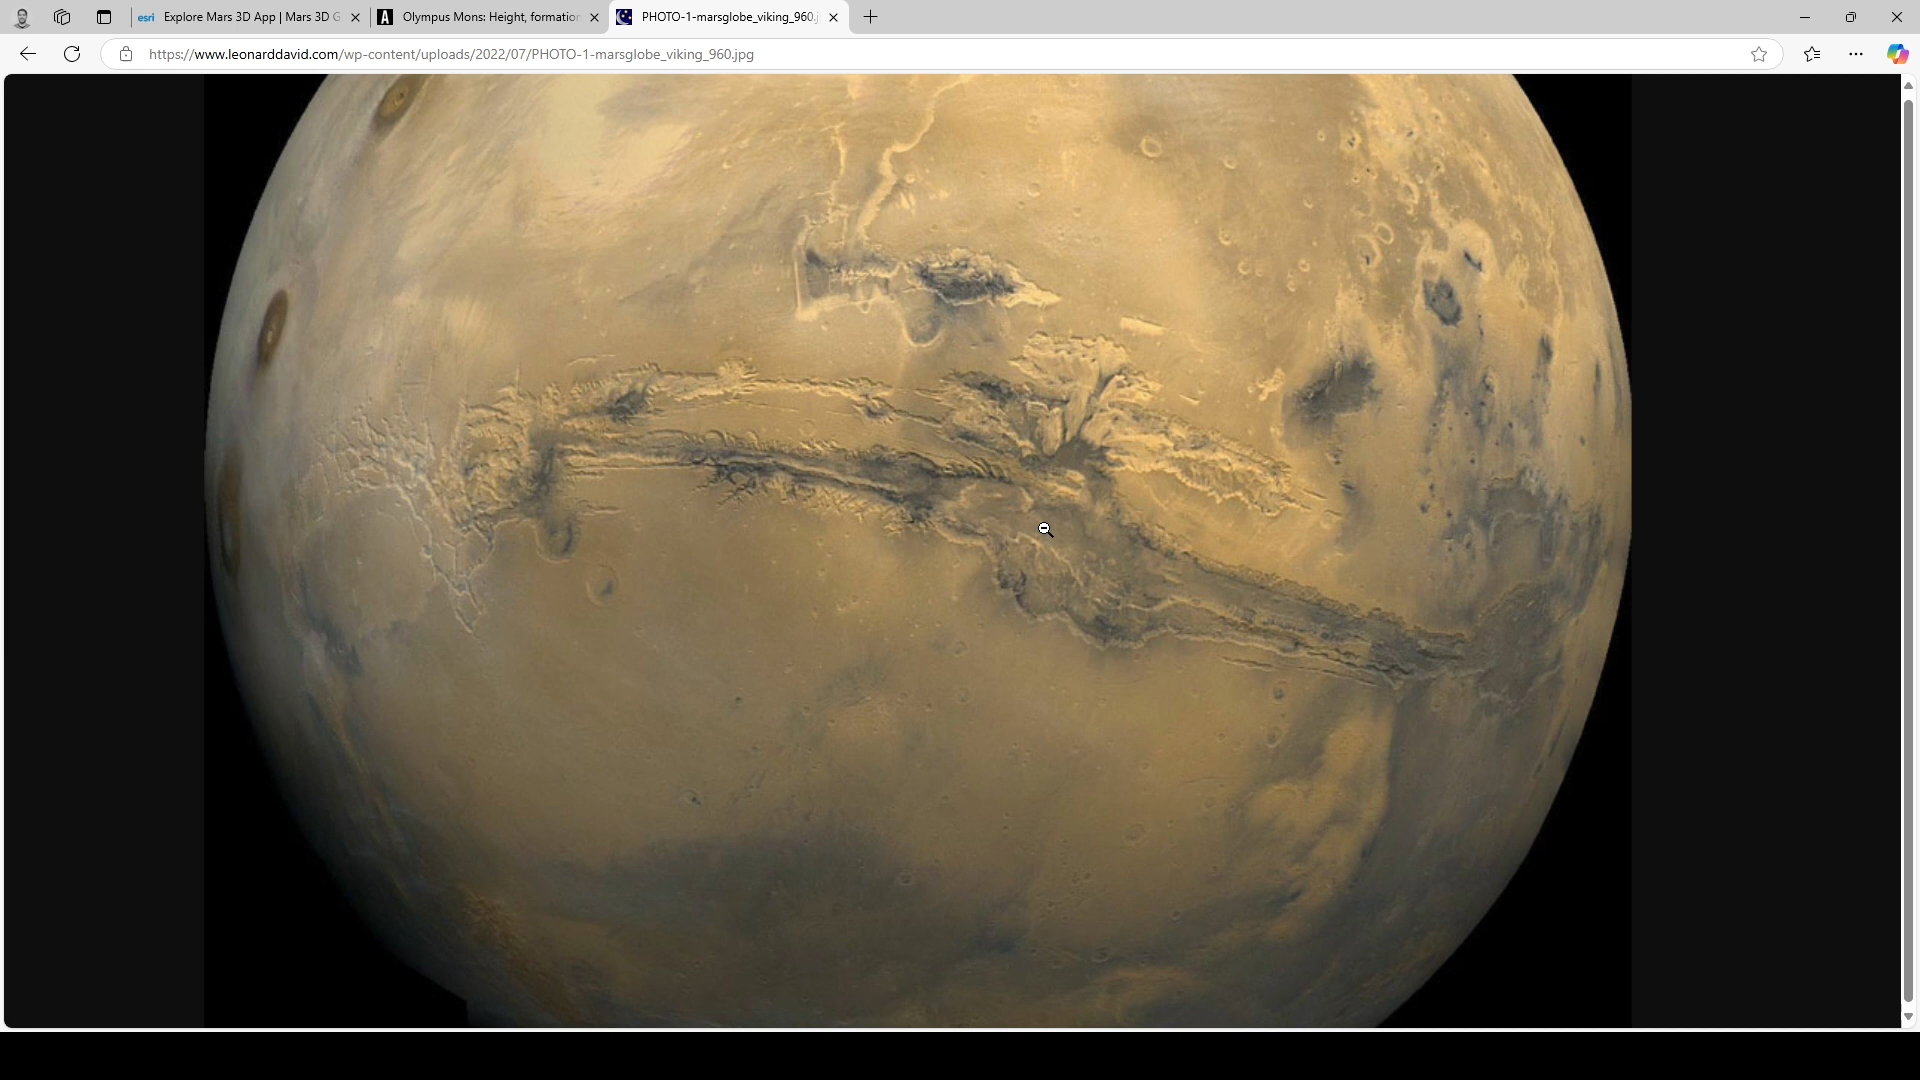 esri Explore Mars 3D App | Mars 3D G
A Olympus Mons: Height, formation
PHOTO-1-marsglobe_viking_960.j
https://www.leonarddavid.com/wp-content/uploads/2022/07/PHOTO-1-marsglobe_viking_960.jpg